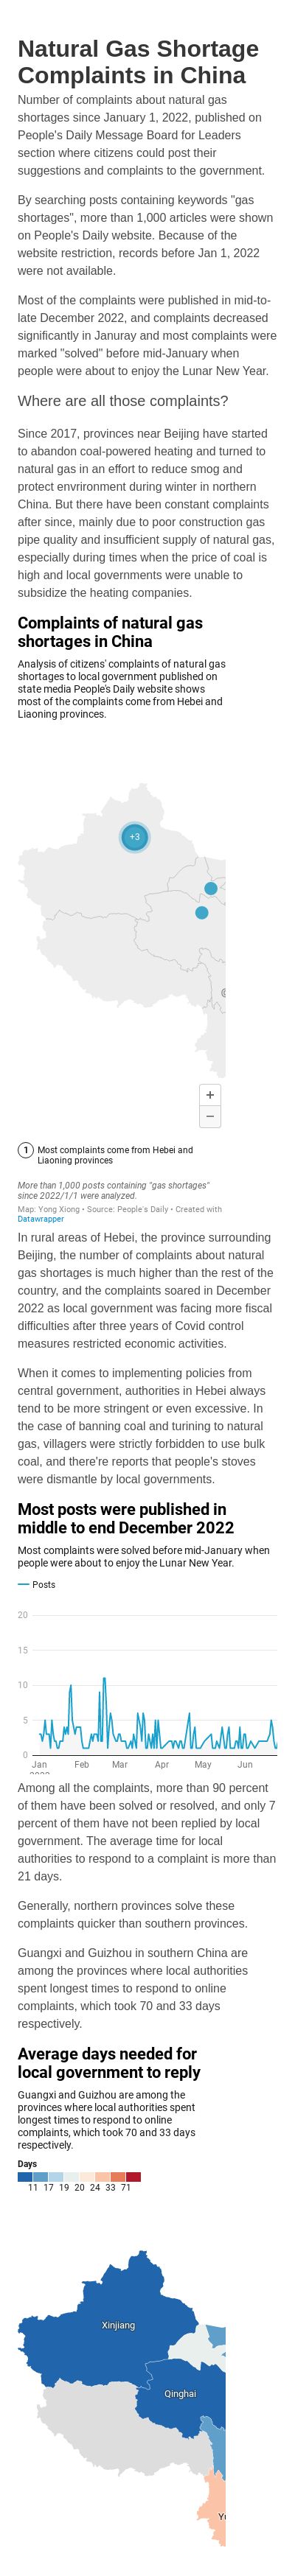 Natural Gas Shortage
Complaints in China
Number of complaints about natural gas
shortages since January 1, 2022, published on
People's Daily Message Board for Leaders
section where citizens could post their
suggestions and complaints to the government.
By searching posts containing keywords "gas
shortages", more than 1,000 articles were shown
on People's Daily website. Because of the
website restriction, records before Jan 1, 2022
were not available.
Most of the complaints were published in mid-to-
late December 2022, and complaints decreased
significantly in Januray and most complaints were
marked "solved" before mid-January when
people were about to enjoy the Lunar New Year.
Where are all those complaints?
Since 2017, provinces near Beijing have started
to abandon coal-powered heating and turned to
natural gas in an effort to reduce smog and
protect envrironment during winter in northern
China. But there have been constant complaints
after since, mainly due to poor construction gas
pipe quality and insufficient supply of natural gas,
especially during times when the price of coal is
high and local governments were unable to
subsidize the heating companies.
Complaints of natural gas
shortages in China
Analysis of citizens' complaints of natural gas
shortages to local government published on
state media People's Daily website shows
most of the complaints come from Hebei and
Liaoning provinces.
+3
+
−
1 Most complaints come from Hebei and
Liaoning provinces
More than 1,000 posts containing "gas shortages"
since 2022/1/1 were analyzed.
Map: Yong Xiong • Source: People's Daily • Created with
Datawrapper
In rural areas of Hebei, the province surrounding
Beijing, the number of complaints about natural
gas shortages is much higher than the rest of the
country, and the complaints soared in December
2022 as local government was facing more fiscal
difficulties after three years of Covid control
measures restricted economic activities.
When it comes to implementing policies from
central government, authorities in Hebei always
tend to be more stringent or even excessive. In
the case of banning coal and turning to natural
gas, villagers were strictly forbidden to use bulk
coal, and there're reports that people's stoves
were dismantle by local governments.
Most posts were published in
middle to end December 2022
Most complaints were solved before mid-January when
people were about to enjoy the Lunar New Year.
Posts
20
15
10
5
0
Jan Feb Mar Apr May Jun
Among all the complaints, more than 90 percent
of them have been solved or resolved, and only 7
percent of them have not been replied by local
government. The average time for local
authorities to respond to a complaint is more than
21 days.
Generally, northern provinces solve these
complaints quicker than southern provinces.
Guangxi and Guizhou in southern China are
among the provinces where local authorities
spent longest times to respond to online
complaints, which took 70 and 33 days
respectively.
Average days needed for
local government to reply
Guangxi and Guizhou are among the
provinces where local authorities spent
longest times to respond to online
complaints, which took 70 and 33 days
respectively.
Days
11 17 19 20 24 33 71
Xinjiang
Qinghai